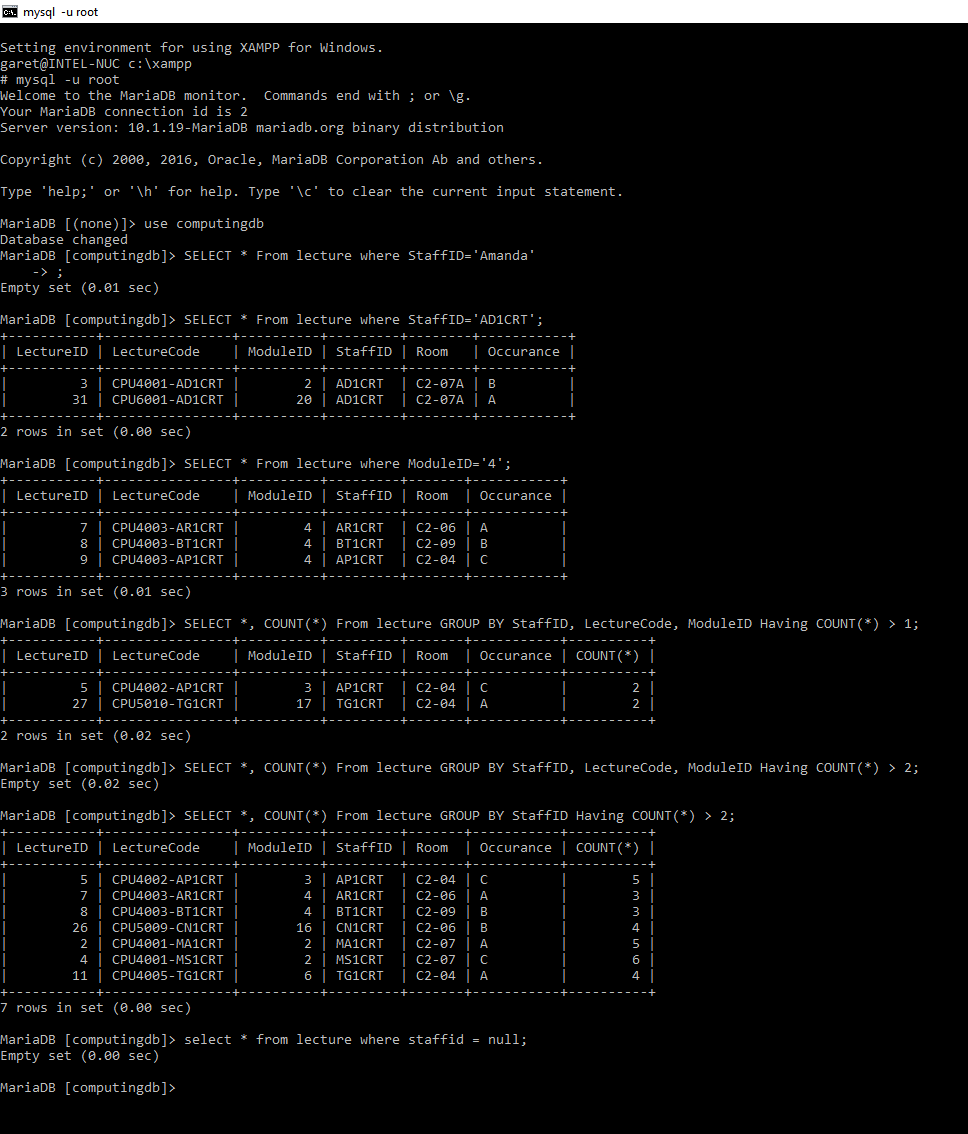 mysql -u root
Setting environment for using XAMPP for Windows.
garet@INTEL-NUC c:\xampp
# mysql -u root
Welcome to the MariaDB monitor.  Commands end with ; or \g.
Your MariaDB connection id is 2
Server version: 10.1.19-MariaDB mariadb.org binary distribution

Copyright (c) 2000, 2016, Oracle, MariaDB Corporation Ab and others.

Type 'help;' or '\h' for help. Type '\c' to clear the current input statement.

MariaDB [(none)]> use computingdb
Database changed
MariaDB [computingdb]> SELECT * From lecture where StaffID='Amanda'
    -> ;
Empty set (0.01 sec)

MariaDB [computingdb]> SELECT * From lecture where StaffID='AD1CRT';
+-----------+----------------+----------+---------+--------+-----------+
| LectureID | LectureCode    | ModuleID | StaffID | Room   | Occurance |
+-----------+----------------+----------+---------+--------+-----------+
|         3 | CPU4001-AD1CRT |        2 | AD1CRT  | C2-07A | B         |
|        31 | CPU6001-AD1CRT |       20 | AD1CRT  | C2-07A | A         |
+-----------+----------------+----------+---------+--------+-----------+
2 rows in set (0.00 sec)

MariaDB [computingdb]> SELECT * From lecture where ModuleID='4';
+-----------+----------------+----------+---------+-------+-----------+
| LectureID | LectureCode    | ModuleID | StaffID | Room  | Occurance |
+-----------+----------------+----------+---------+-------+-----------+
|         7 | CPU4003-AR1CRT |        4 | AR1CRT  | C2-06 | A         |
|         8 | CPU4003-BT1CRT |        4 | BT1CRT  | C2-09 | B         |
|         9 | CPU4003-AP1CRT |        4 | AP1CRT  | C2-04 | C         |
+-----------+----------------+----------+---------+-------+-----------+
3 rows in set (0.01 sec)

MariaDB [computingdb]> SELECT *, COUNT(*) From lecture GROUP BY StaffID, LectureCode, ModuleID Having COUNT(*) > 1;
+-----------+----------------+----------+---------+-------+-----------+----------+
| LectureID | LectureCode    | ModuleID | StaffID | Room  | Occurance | COUNT(*) |
+-----------+----------------+----------+---------+-------+-----------+----------+
|         5 | CPU4002-AP1CRT |        3 | AP1CRT  | C2-04 | C         |        2 |
|        27 | CPU5010-TG1CRT |       17 | TG1CRT  | C2-04 | A         |        2 |
+-----------+----------------+----------+---------+-------+-----------+----------+
2 rows in set (0.02 sec)

MariaDB [computingdb]> SELECT *, COUNT(*) From lecture GROUP BY StaffID, LectureCode, ModuleID Having COUNT(*) > 2;
Empty set (0.02 sec)

MariaDB [computingdb]> SELECT *, COUNT(*) From lecture GROUP BY StaffID Having COUNT(*) > 2;
+-----------+----------------+----------+---------+-------+-----------+----------+
| LectureID | LectureCode    | ModuleID | StaffID | Room  | Occurance | COUNT(*) |
+-----------+----------------+----------+---------+-------+-----------+----------+
|         5 | CPU4002-AP1CRT |        3 | AP1CRT  | C2-04 | C         |        5 |
|         7 | CPU4003-AR1CRT |        4 | AR1CRT  | C2-06 | A         |        3 |
|         8 | CPU4003-BT1CRT |        4 | BT1CRT  | C2-09 | B         |        3 |
|        26 | CPU5009-CN1CRT |       16 | CN1CRT  | C2-06 | B         |        4 |
|         2 | CPU4001-MA1CRT |        2 | MA1CRT  | C2-07 | A         |        5 |
|         4 | CPU4001-MS1CRT |        2 | MS1CRT  | C2-07 | C         |        6 |
|        11 | CPU4005-TG1CRT |        6 | TG1CRT  | C2-04 | A         |        4 |
+-----------+----------------+----------+---------+-------+-----------+----------+
7 rows in set (0.00 sec)

MariaDB [computingdb]> select * from lecture where staffid = null;
Empty set (0.00 sec)

MariaDB [computingdb]>